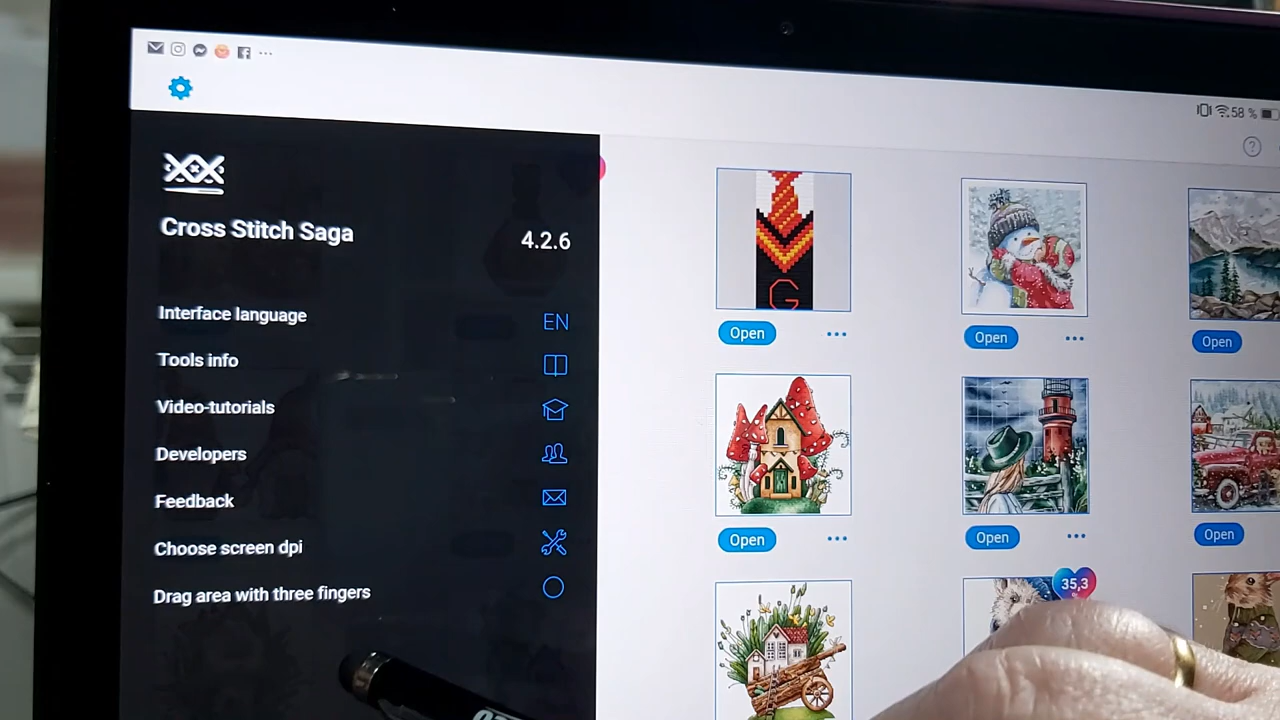 58 %
Cross Stitch Saga
4.2.6
Interface language EN
Tools info
Video-tutorials
Developers
Feedback
Choose screen dpi
Drag area with three fingers
G
Open
Open
Open
Open
Open
Open
35,3